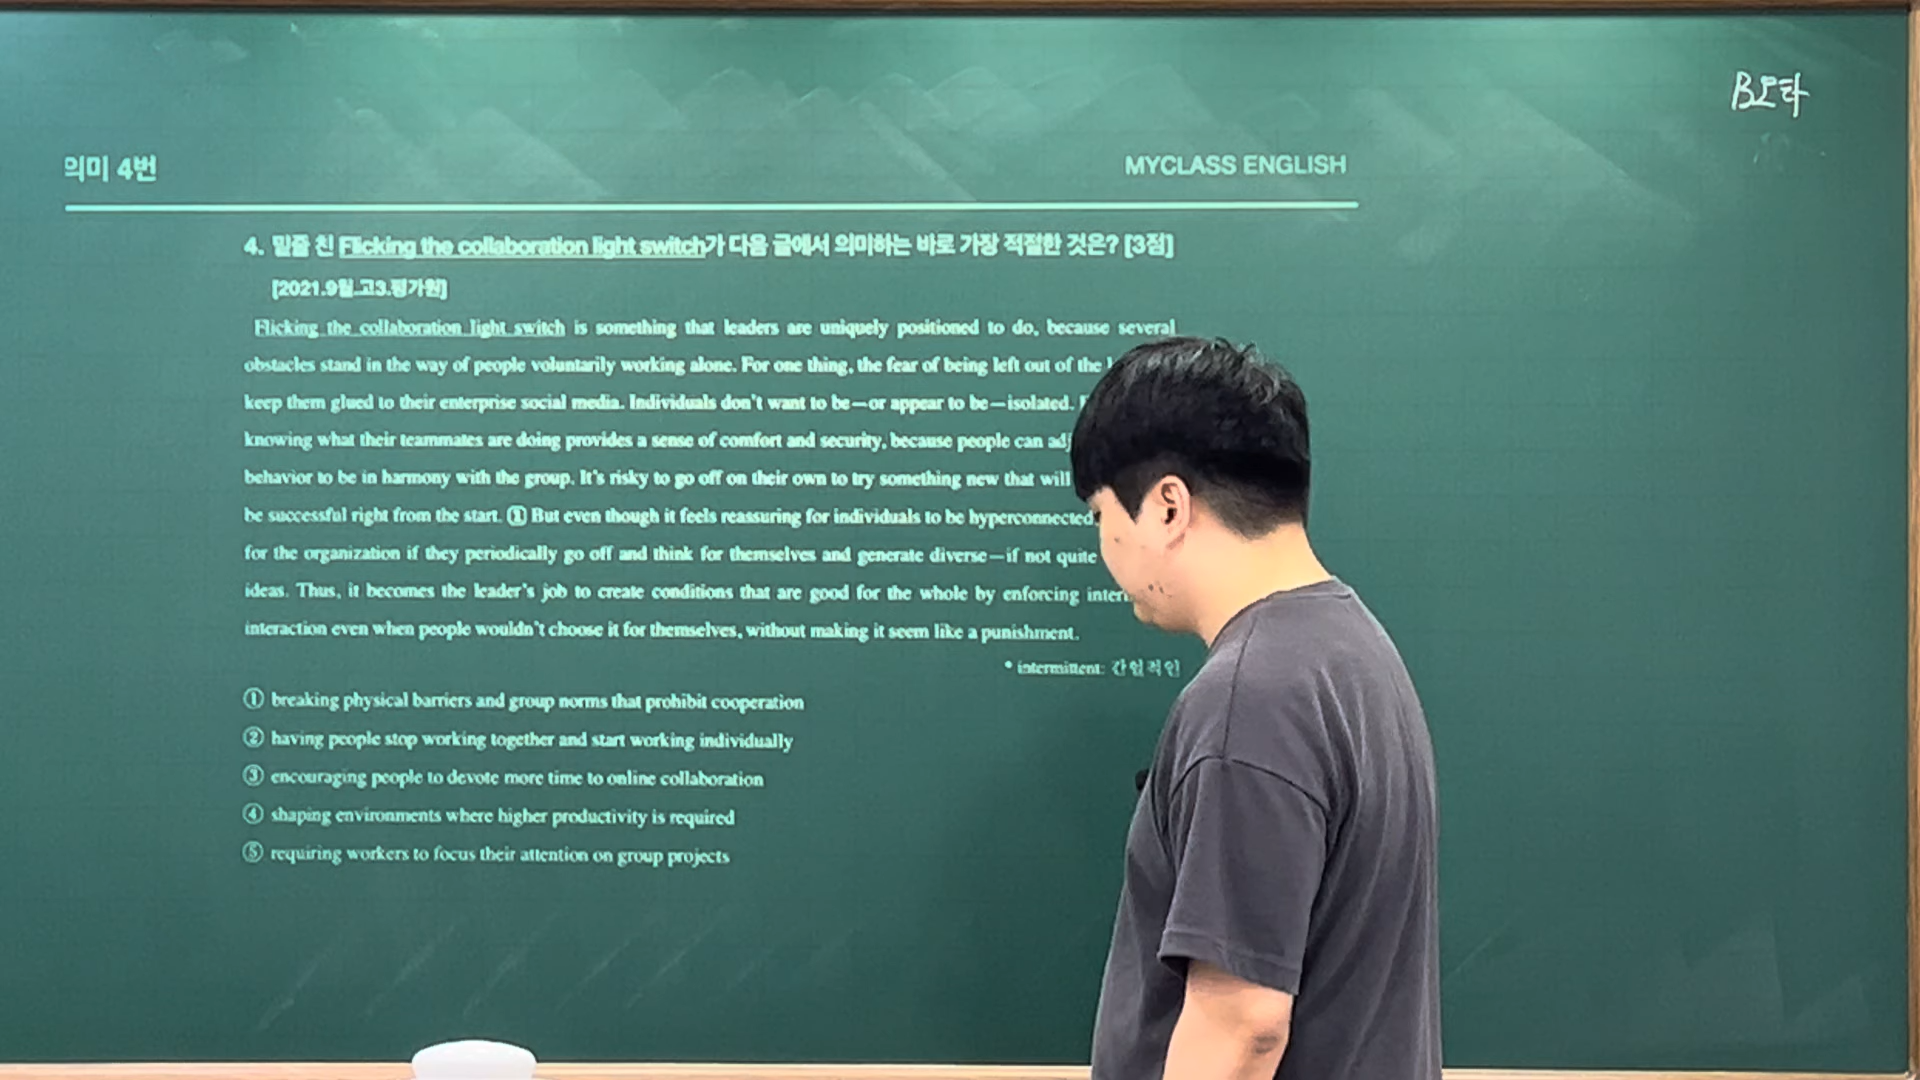 B오타
의미 4번
MYCLASS ENGLISH
4. 밑줄 친 Flicking the collaboration light switch가 다음 글에서 의미하는 바로 가장 적절한 것은? [3점]
[2021.9월.고3.평가원]
Flicking the collaboration light switch is something that leaders are uniquely positioned to do, because several
obstacles stand in the way of people voluntarily working alone. For one thing, the fear of being left out of the
keep them glued to their enterprise social media. Individuals don't want to be—or appear to be—isolated.
knowing what their teammates are doing provides a sense of comfort and security, because people can
behavior to be in harmony with the group. It's risky to go off on their own to try something new that will
be successful right from the start. ① But even though it feels reassuring for individuals to be hyperconnected,
for the organization if they periodically go off and think for themselves and generate diverse—if not quite
ideas. Thus, it becomes the leader's job to create conditions that are good for the whole by enforcing
interaction even when people wouldn't choose it for themselves, without making it seem like a punishment.
* intermittent: 간헐적인
① breaking physical barriers and group norms that prohibit cooperation
② having people stop working together and start working individually
③ encouraging people to devote more time to online collaboration
④ shaping environments where higher productivity is required
⑤ requiring workers to focus their attention on group projects